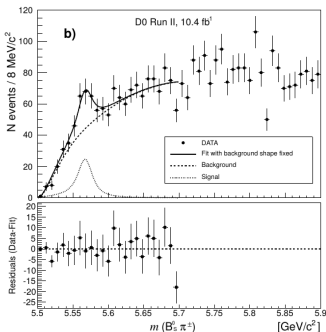 120
100
80
60
40
20
0
N events / 8 MeV/c²
b)
D0 Run II, 10.4 fb¹
DATA
Fit with background shape fixed
Background
Signal
25
20
15
10
5
0
-5
-10
-15
-20
-25
Residuals (Data-Fit)
5.5 5.55 5.6 5.65 5.7 5.75 5.8 5.85 5.9
m (B⁰ₛ π±) [GeV/c²]